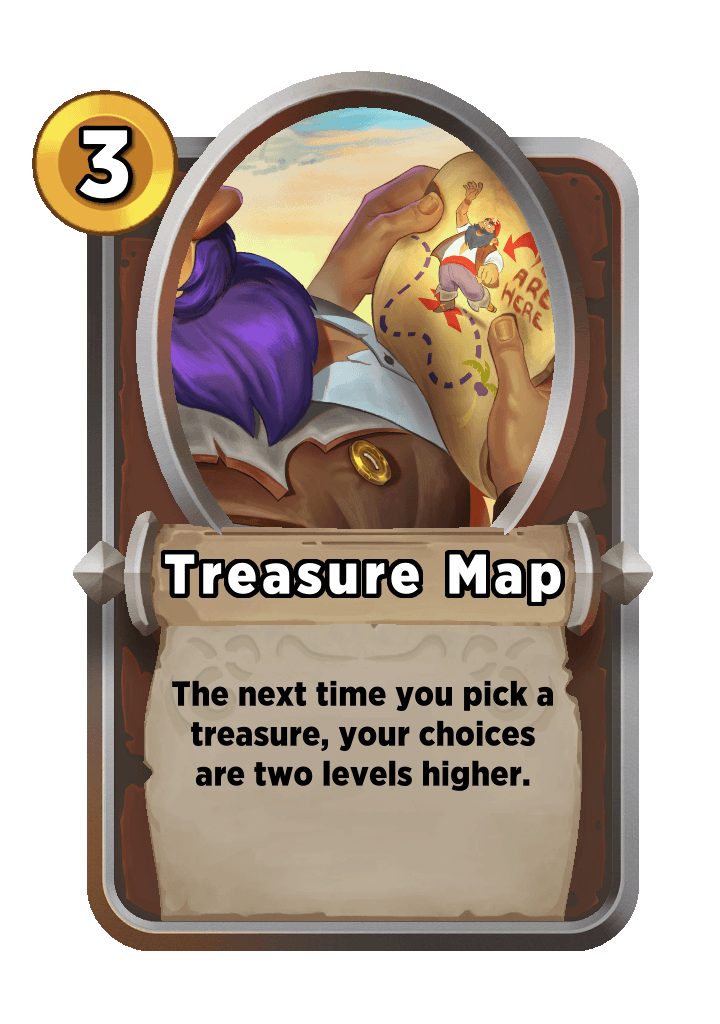 3
ARE
HERE
Treasure Map
The next time you pick a
treasure, your choices
are two levels higher.